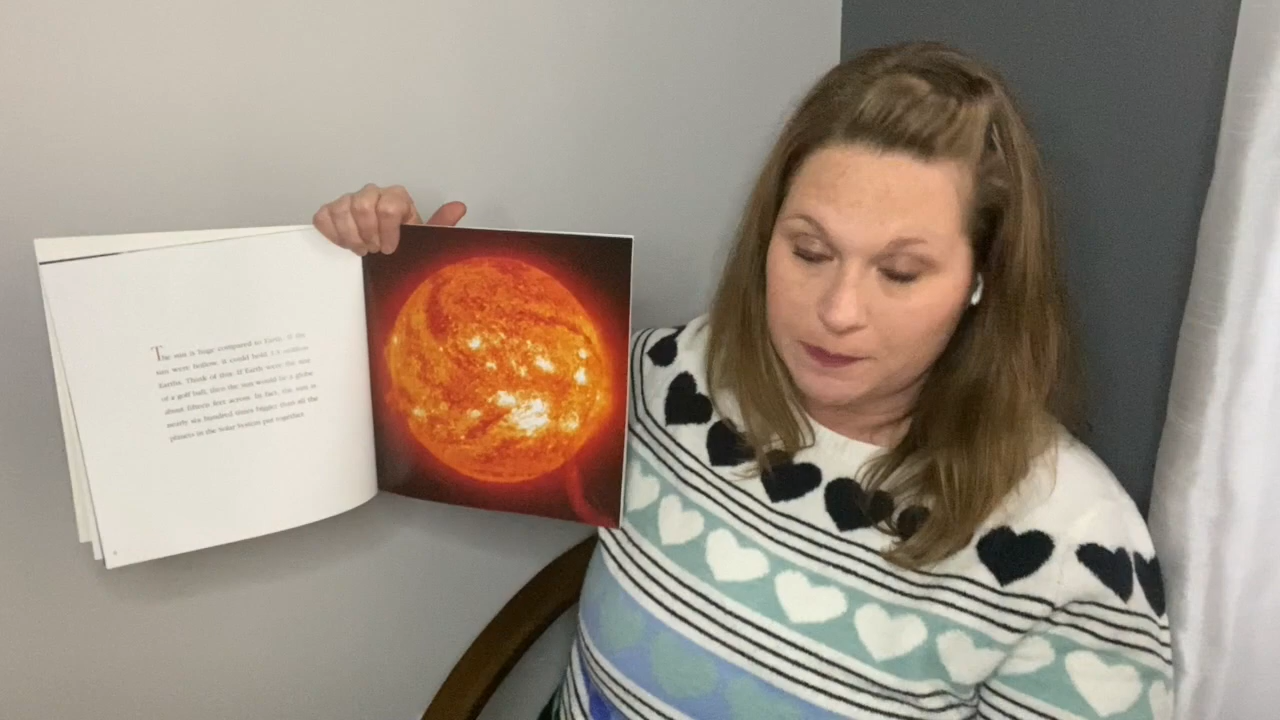 The sun is huge compared to Earth. If the
sun were hollow, it could hold 1.3 million
Earths. Think of this: If Earth were the size
of a golf ball, then the sun would be a globe
about fifteen feet across. In fact, the sun is
nearly six hundred times bigger than all the
planets in the Solar System put together.